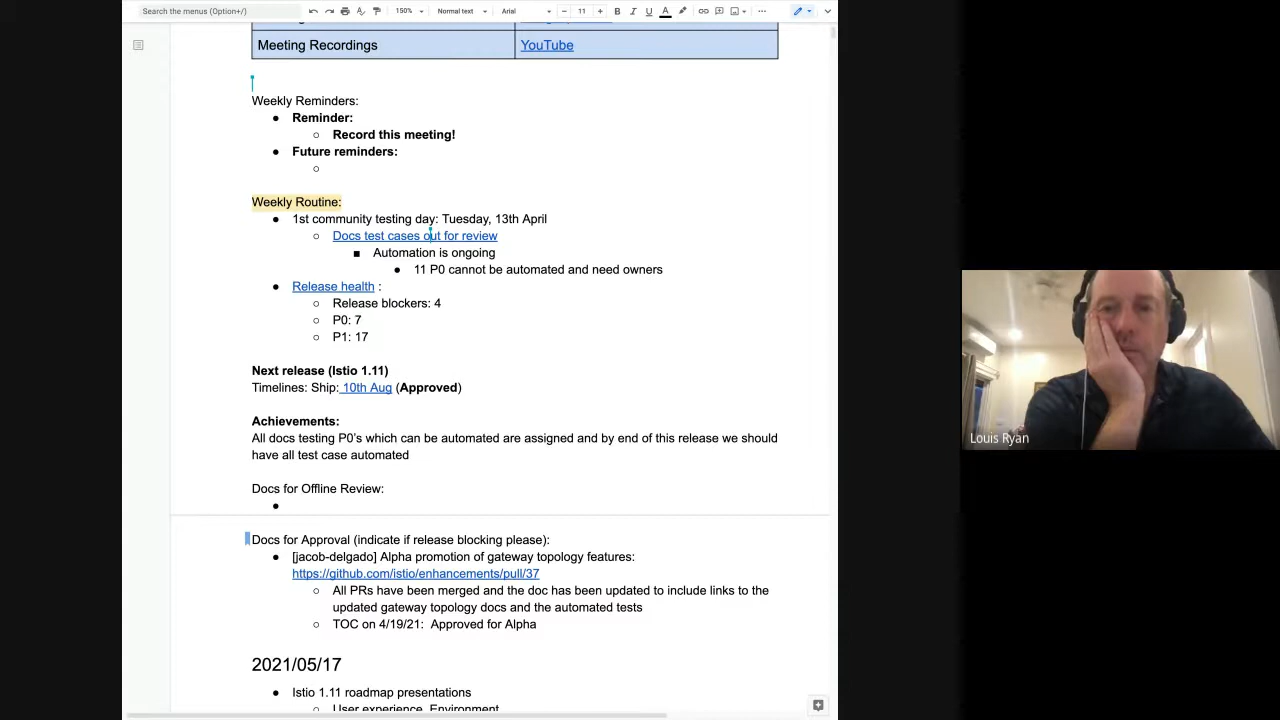 Search the menus (Option+/)
150%
Normal text
Arial
11
B I U A
Meeting Recordings
YouTube
Weekly Reminders:
Reminder:
Record this meeting!
Future reminders:
Weekly Routine:
1st community testing day: Tuesday, 13th April
Docs test cases out for review
Automation is ongoing
11 P0 cannot be automated and need owners
Release health :
Release blockers: 4
P0: 7
P1: 17
Next release (Istio 1.11)
Timelines: Ship: 10th Aug (Approved)
Achievements:
All docs testing P0’s which can be automated are assigned and by end of this release we should
have all test case automated
Docs for Offline Review:
Docs for Approval (indicate if release blocking please):
[jacob-delgado] Alpha promotion of gateway topology features:
https://github.com/istio/enhancements/pull/37
All PRs have been merged and the doc has been updated to include links to the
updated gateway topology docs and the automated tests
TOC on 4/19/21: Approved for Alpha
2021/05/17
Istio 1.11 roadmap presentations
User experience, Environment
Louis Ryan